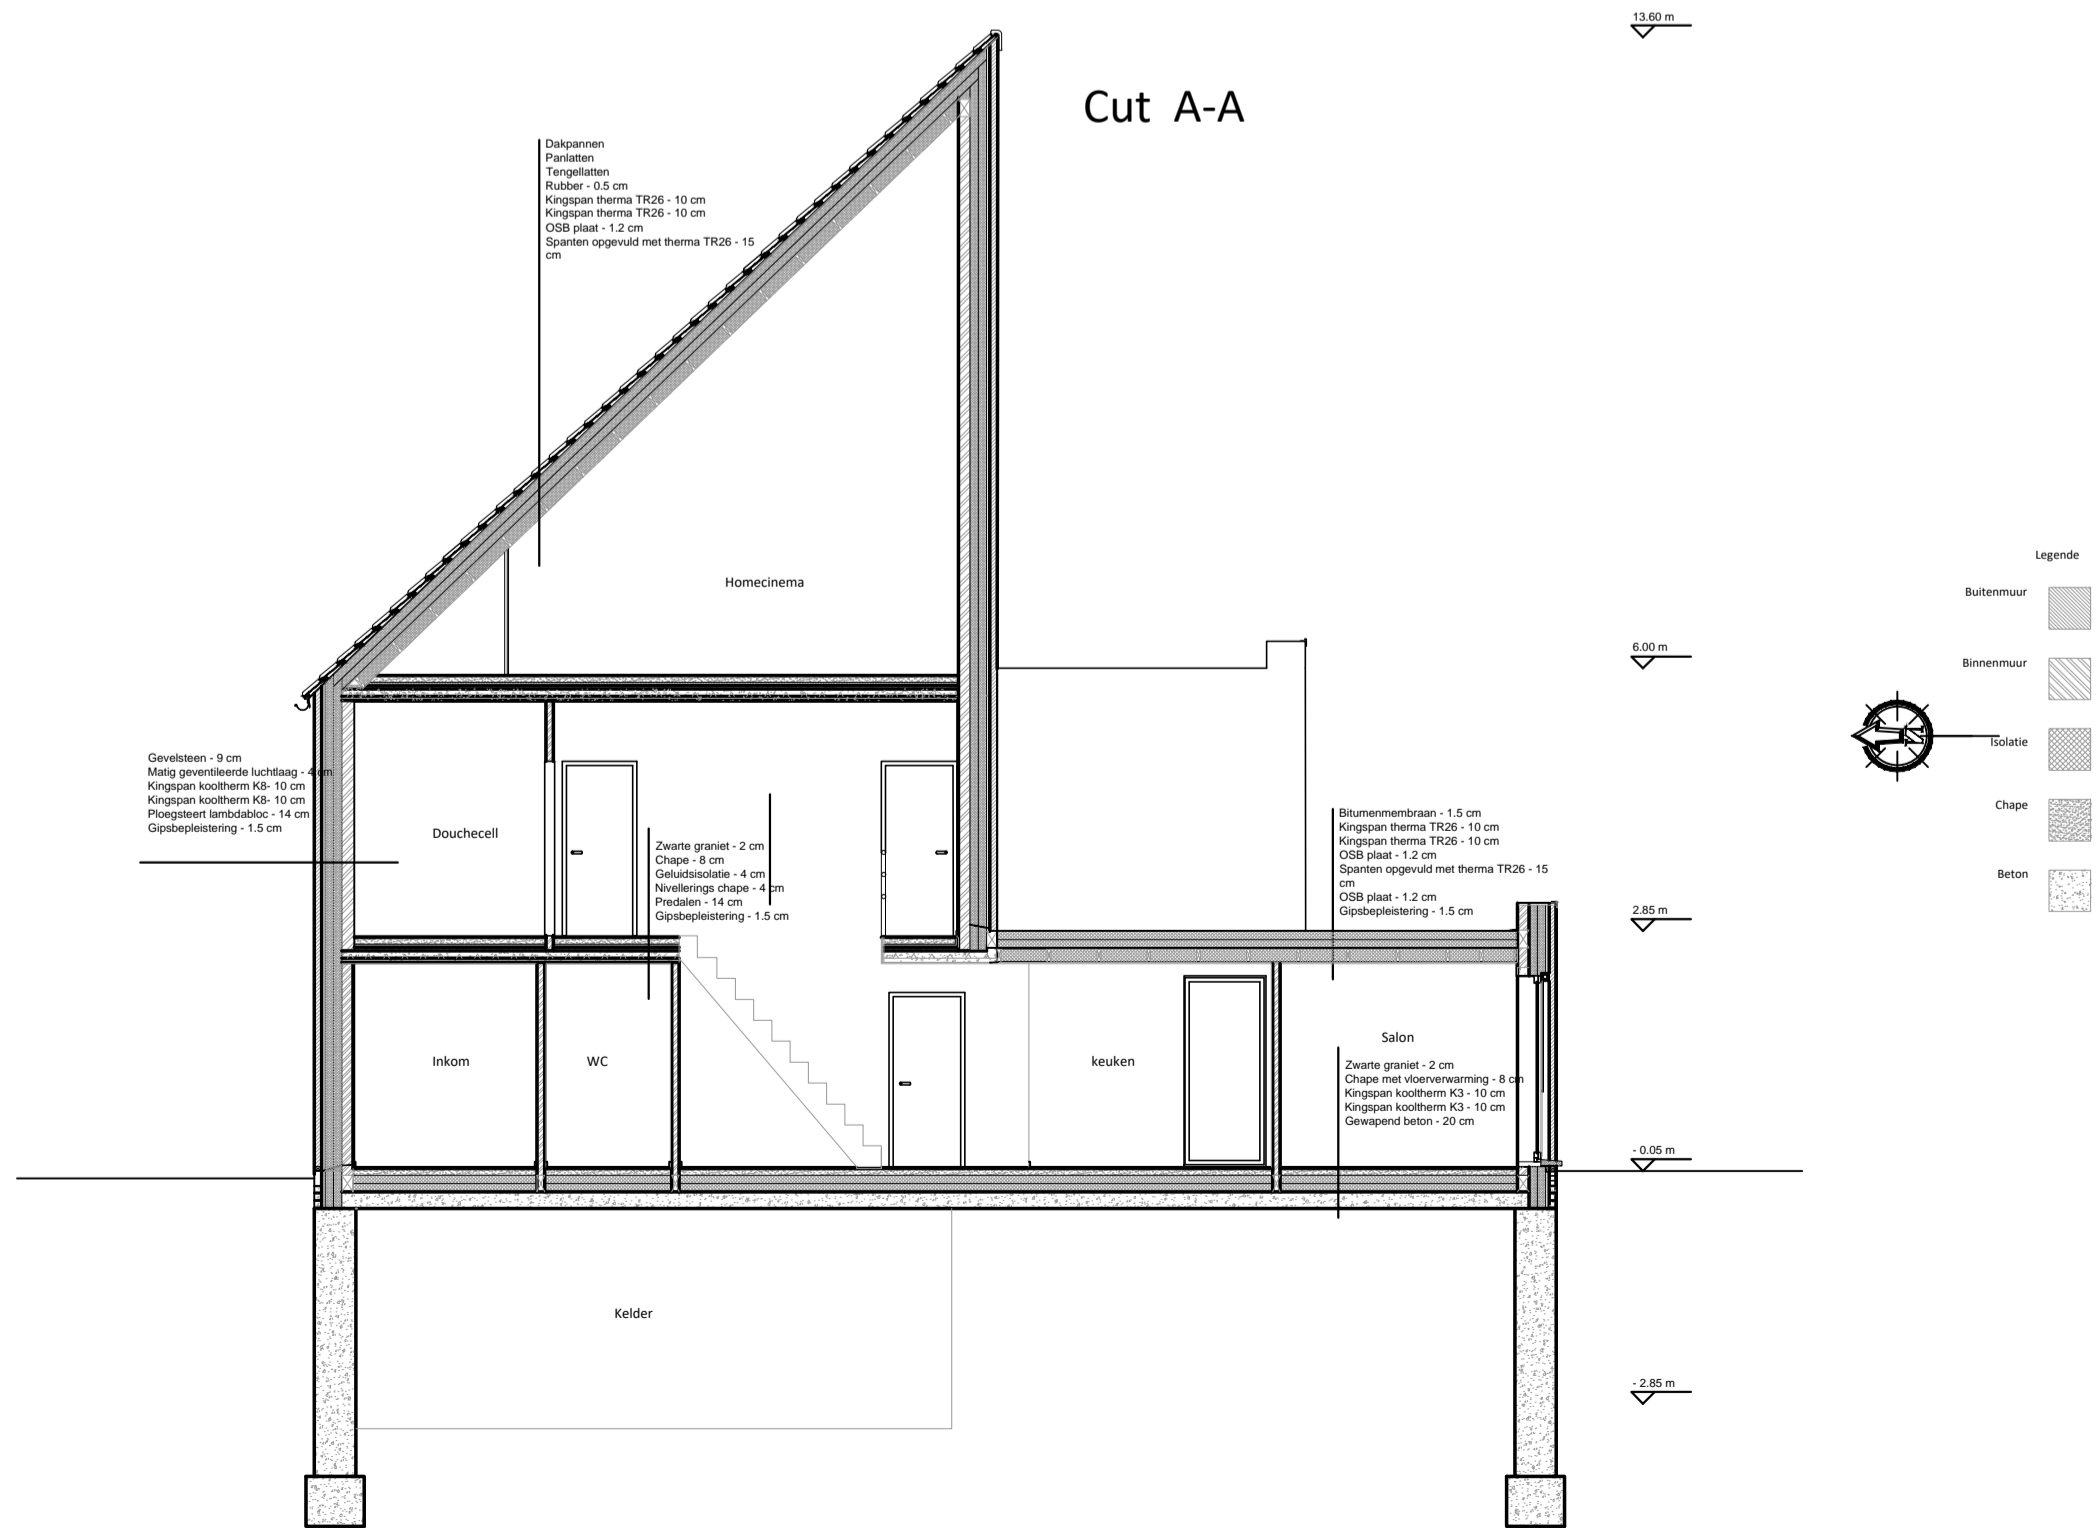 13.60 m
Cut A-A
Dakpannen
Panlatten
Tengellatten
Rubber - 0.5 cm
Kingspan therma TR26 - 10 cm
Kingspan therma TR26 - 10 cm
OSB plaat - 1.2 cm
Spanten opgevuld met therma TR26 - 15
cm
Homecinema
6.00 m
Legende
Buitenmuur
Binnenmuur
Isolatie
Chape
Beton
N
Gevelsteen - 9 cm
Matig geventileerde luchtlaag - 4 cm
Kingspan kooltherm K8- 10 cm
Kingspan kooltherm K8- 10 cm
Ploegsteert lambdabloc - 14 cm
Gipsbepleistering - 1.5 cm
Douchecell
Zwarte graniet - 2 cm
Chape - 8 cm
Geluidsisolatie - 4 cm
Nivellerings chape - 4 cm
Predalen - 14 cm
Gipsbepleistering - 1.5 cm
Bitumenmembraan - 1.5 cm
Kingspan therma TR26 - 10 cm
Kingspan therma TR26 - 10 cm
OSB plaat - 1.2 cm
Spanten opgevuld met therma TR26 - 15
cm
OSB plaat - 1.2 cm
Gipsbepleistering - 1.5 cm
2.85 m
Inkom
WC
keuken
Salon
Zwarte graniet - 2 cm
Chape met vloerverwarming - 8 cm
Kingspan kooltherm K3 - 10 cm
Kingspan kooltherm K3 - 10 cm
Gewapend beton - 20 cm
- 0.05 m
Kelder
- 2.85 m